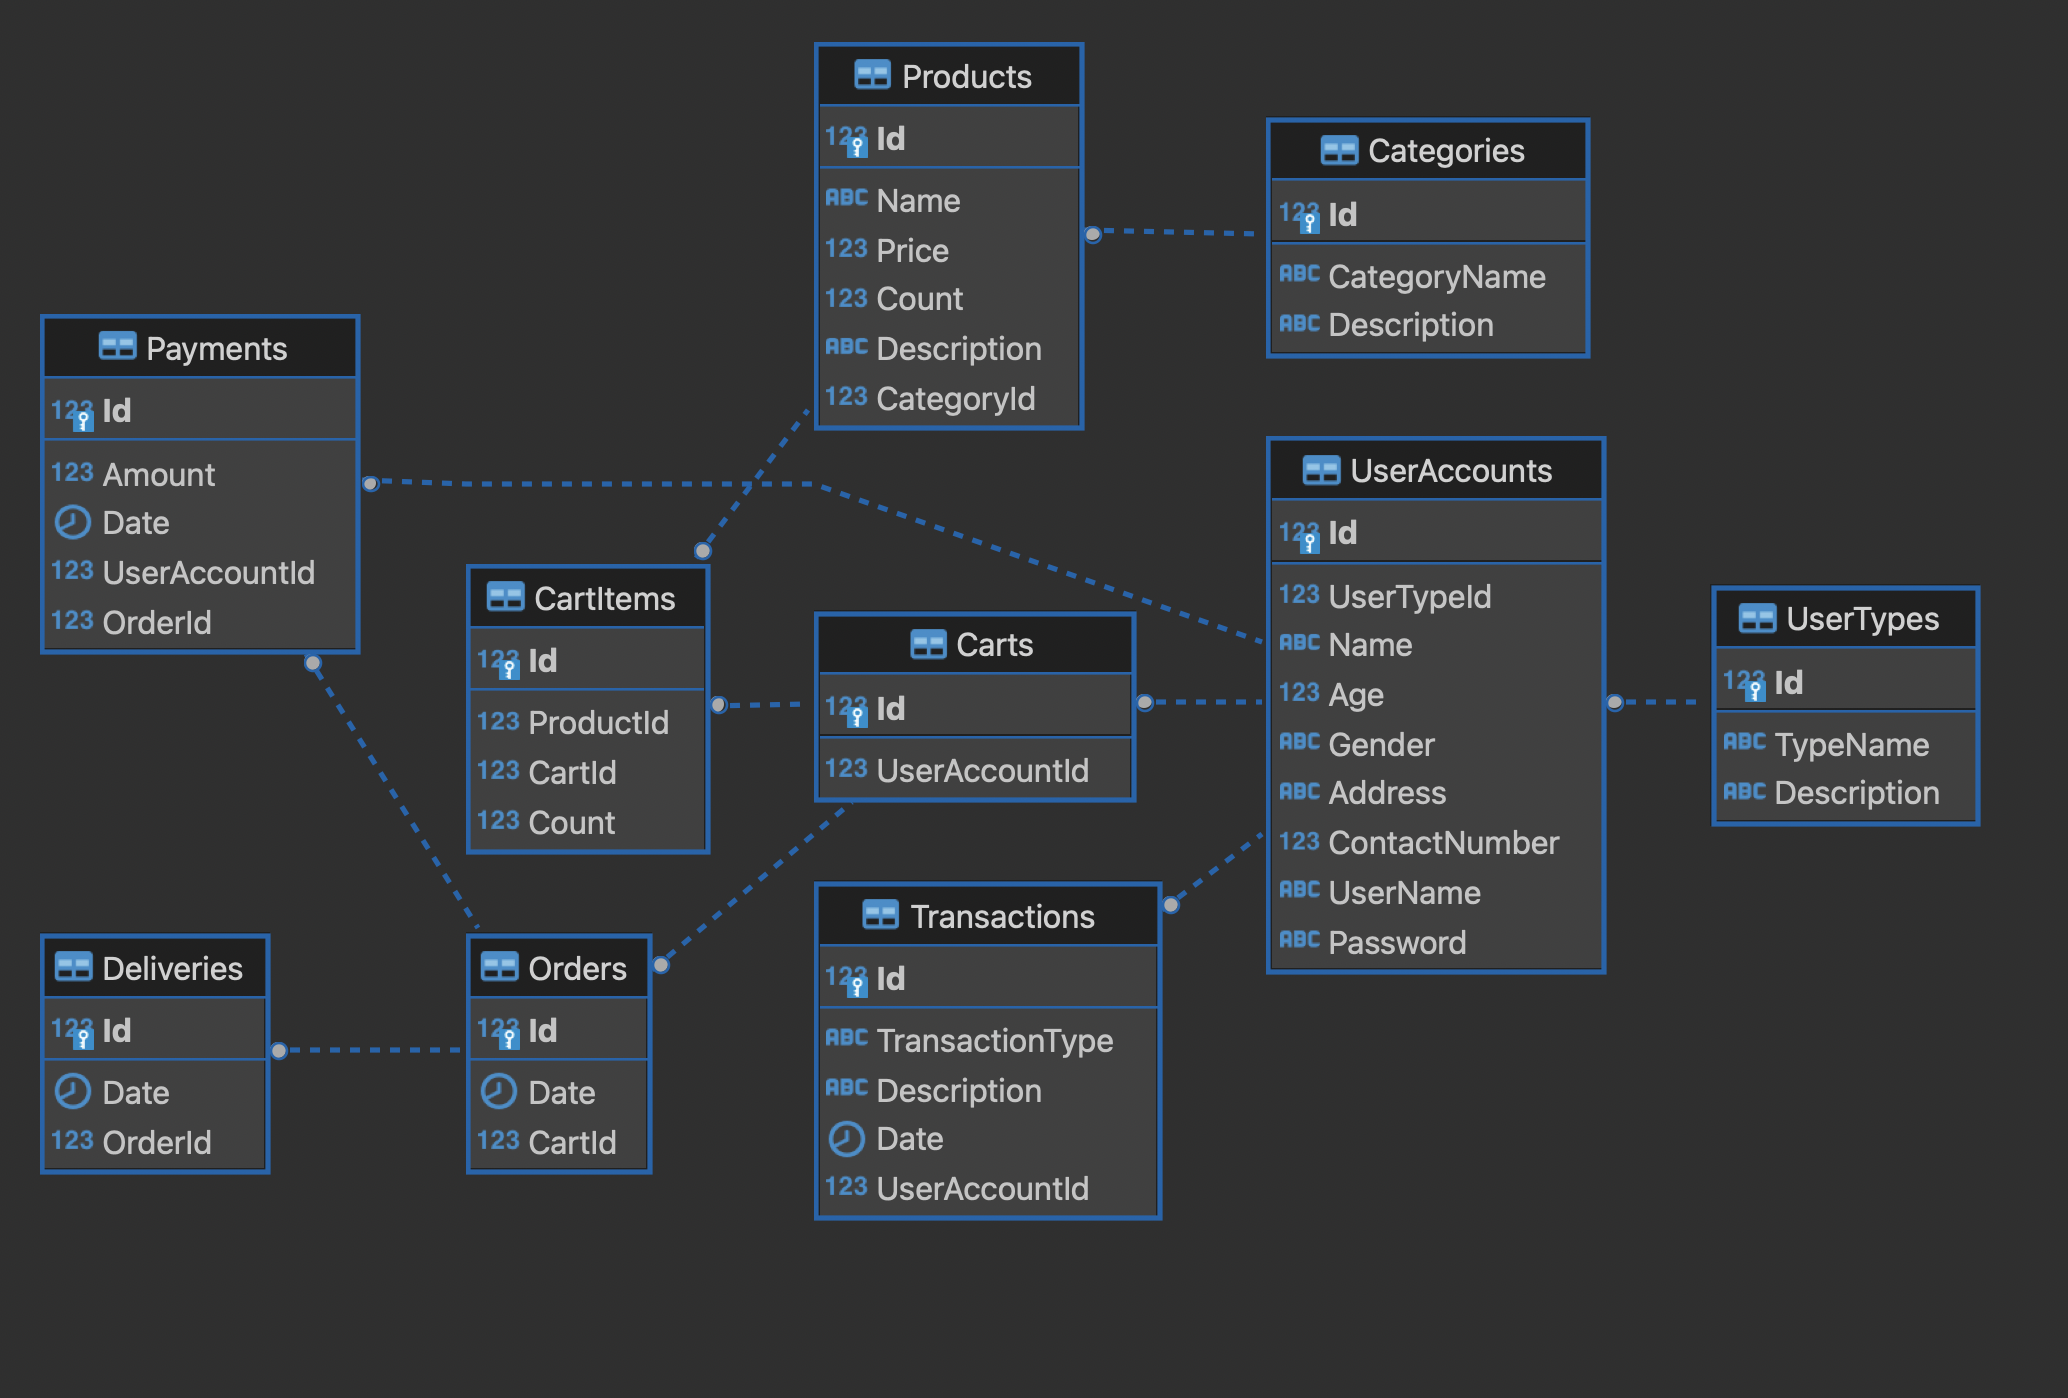 Products
123 Id
ABC Name
123 Price
123 Count
ABC Description
123 CategoryId
Categories
123 Id
ABC CategoryName
ABC Description
Payments
123 Id
123 Amount
Date
123 UserAccountId
123 OrderId
UserAccounts
123 Id
123 UserTypeId
ABC Name
123 Age
ABC Gender
ABC Address
123 ContactNumber
ABC UserName
ABC Password
CartItems
123 Id
123 ProductId
123 CartId
123 Count
Carts
123 Id
123 UserAccountId
UserTypes
123 Id
ABC TypeName
ABC Description
Deliveries
123 Id
Date
123 OrderId
Orders
123 Id
Date
123 CartId
Transactions
123 Id
ABC TransactionType
ABC Description
Date
123 UserAccountId